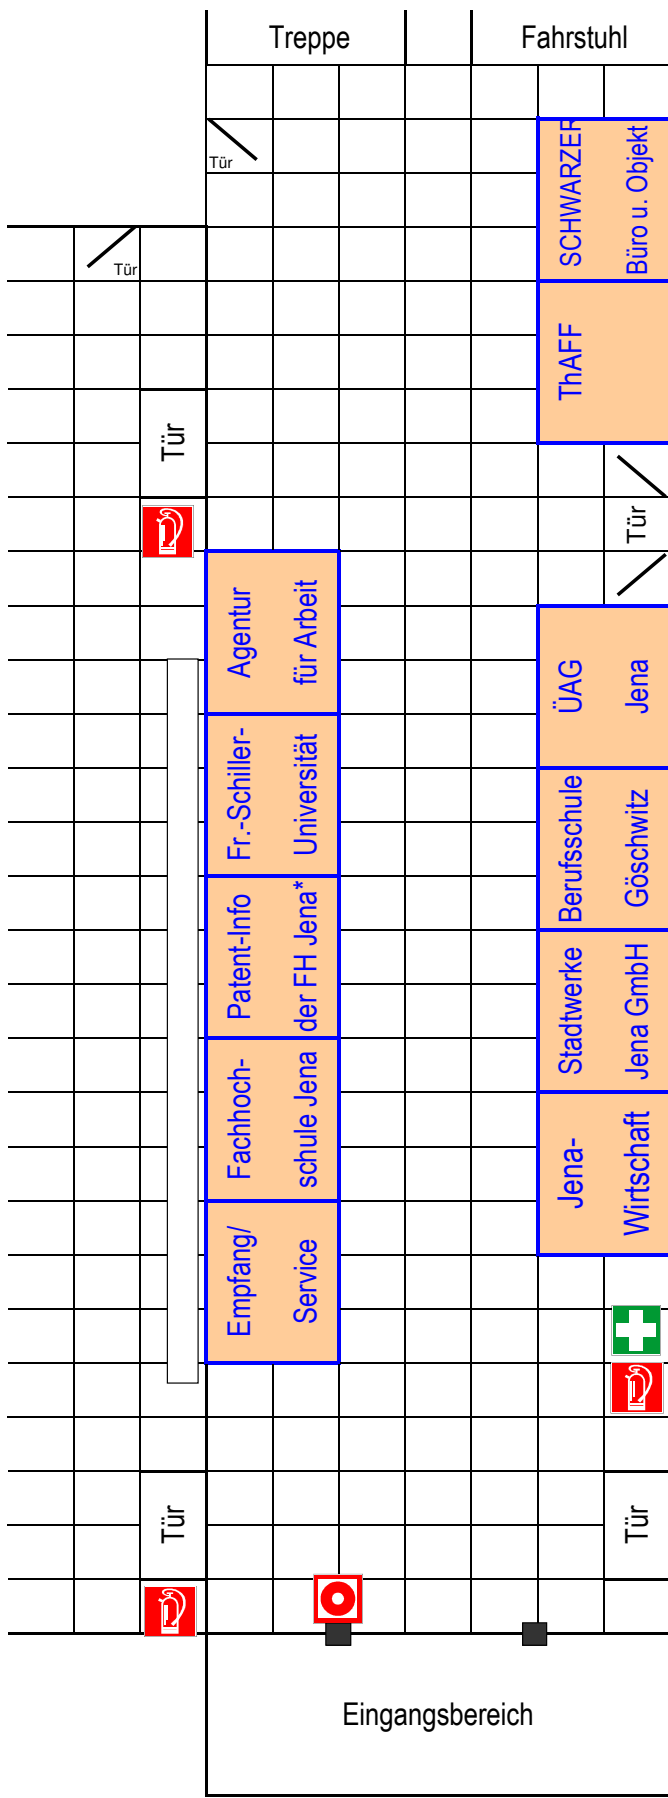 Treppe
Fahrstuhl
Tür
SCHWARZER
Büro u. Objekt
Tür
ThAFF
Tür
Tür
Agentur
für Arbeit
ÜAG
Jena
Fr.-Schiller-
Universität
Berufsschule
Göschwitz
Patent-Info
der FH Jena*
Stadtwerke
Jena GmbH
Fachhoch-
schule Jena
Jena-
Wirtschaft
Empfang/
Service
Tür
Tür
Eingangsbereich